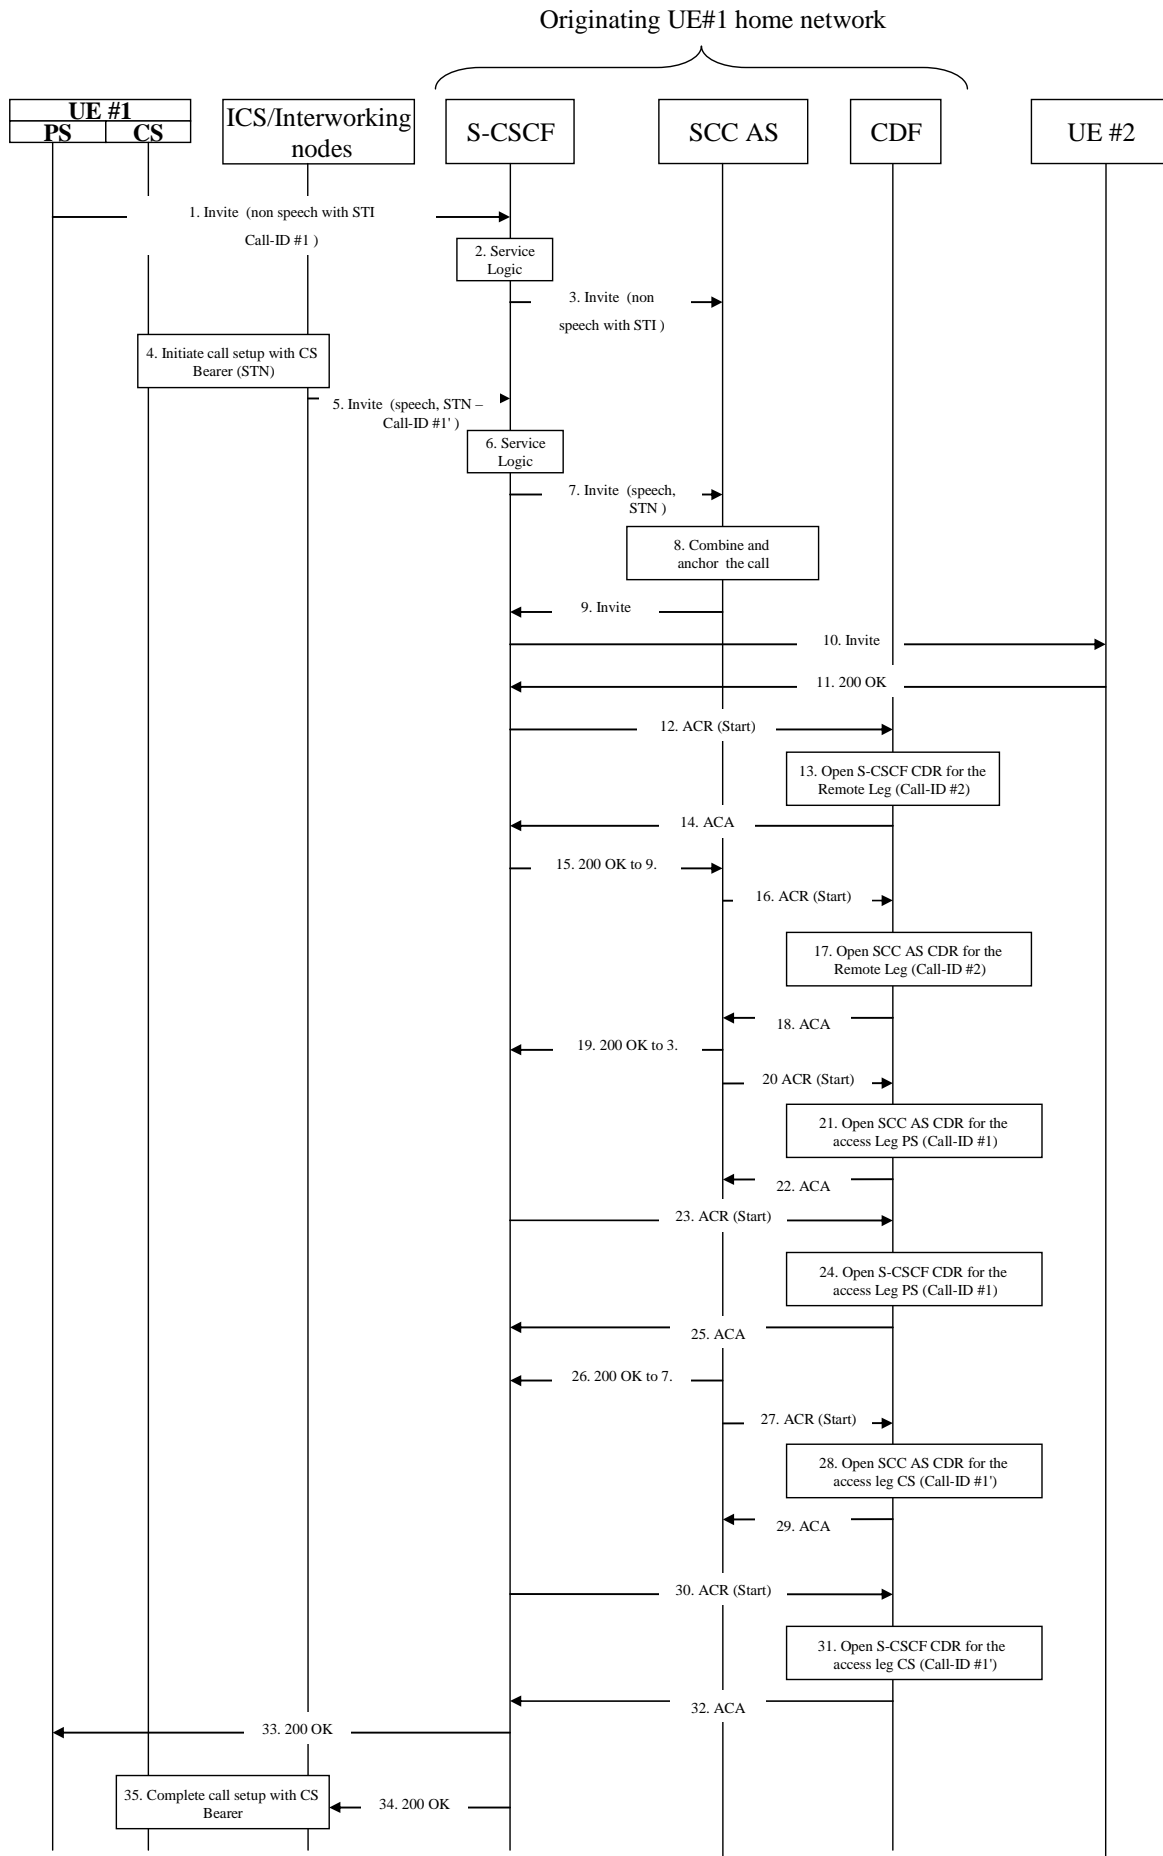 Originating UE#1 home network
UE #1
PS
CS
ICS/Interworking
nodes
S-CSCF
SCC AS
CDF
UE #2
1. Invite (non speech with STI
Call-ID #1 )
2. Service
Logic
3. Invite (non
speech with STI )
4. Initiate call setup with CS
Bearer (STN)
5. Invite (speech, STN –
Call-ID #1' )
6. Service
Logic
7. Invite (speech,
STN )
8. Combine and
anchor the call
9. Invite
10. Invite
11. 200 OK
12. ACR (Start)
13. Open S-CSCF CDR for the
Remote Leg (Call-ID #2)
14. ACA
15. 200 OK to 9.
16. ACR (Start)
17. Open SCC AS CDR for the
Remote Leg (Call-ID #2)
18. ACA
19. 200 OK to 3.
20 ACR (Start)
21. Open SCC AS CDR for the
access Leg PS (Call-ID #1)
22. ACA
23. ACR (Start)
24. Open S-CSCF CDR for the
access Leg PS (Call-ID #1)
25. ACA
26. 200 OK to 7.
27. ACR (Start)
28. Open SCC AS CDR for the
access leg CS (Call-ID #1')
29. ACA
30. ACR (Start)
31. Open S-CSCF CDR for the
access leg CS (Call-ID #1')
32. ACA
33. 200 OK
35. Complete call setup with CS
Bearer
34. 200 OK